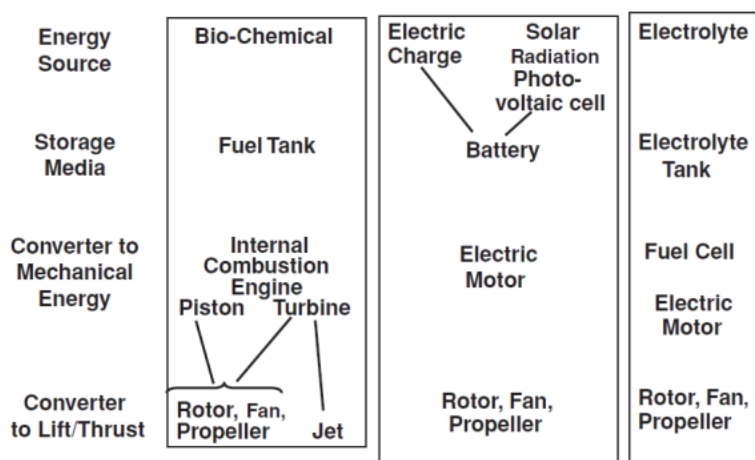 Energy
Source
Bio-Chemical
Electric
Charge
Solar
Radiation
Photo-
voltaic cell
Electrolyte
Storage
Media
Fuel Tank
Battery
Electrolyte
Tank
Converter to
Mechanical
Energy
Internal
Combustion
Engine
Piston Turbine
Electric
Motor
Fuel Cell
Electric
Motor
Converter
to Lift/Thrust
Rotor, Fan,
Propeller
Jet
Rotor, Fan,
Propeller
Rotor, Fan,
Propeller